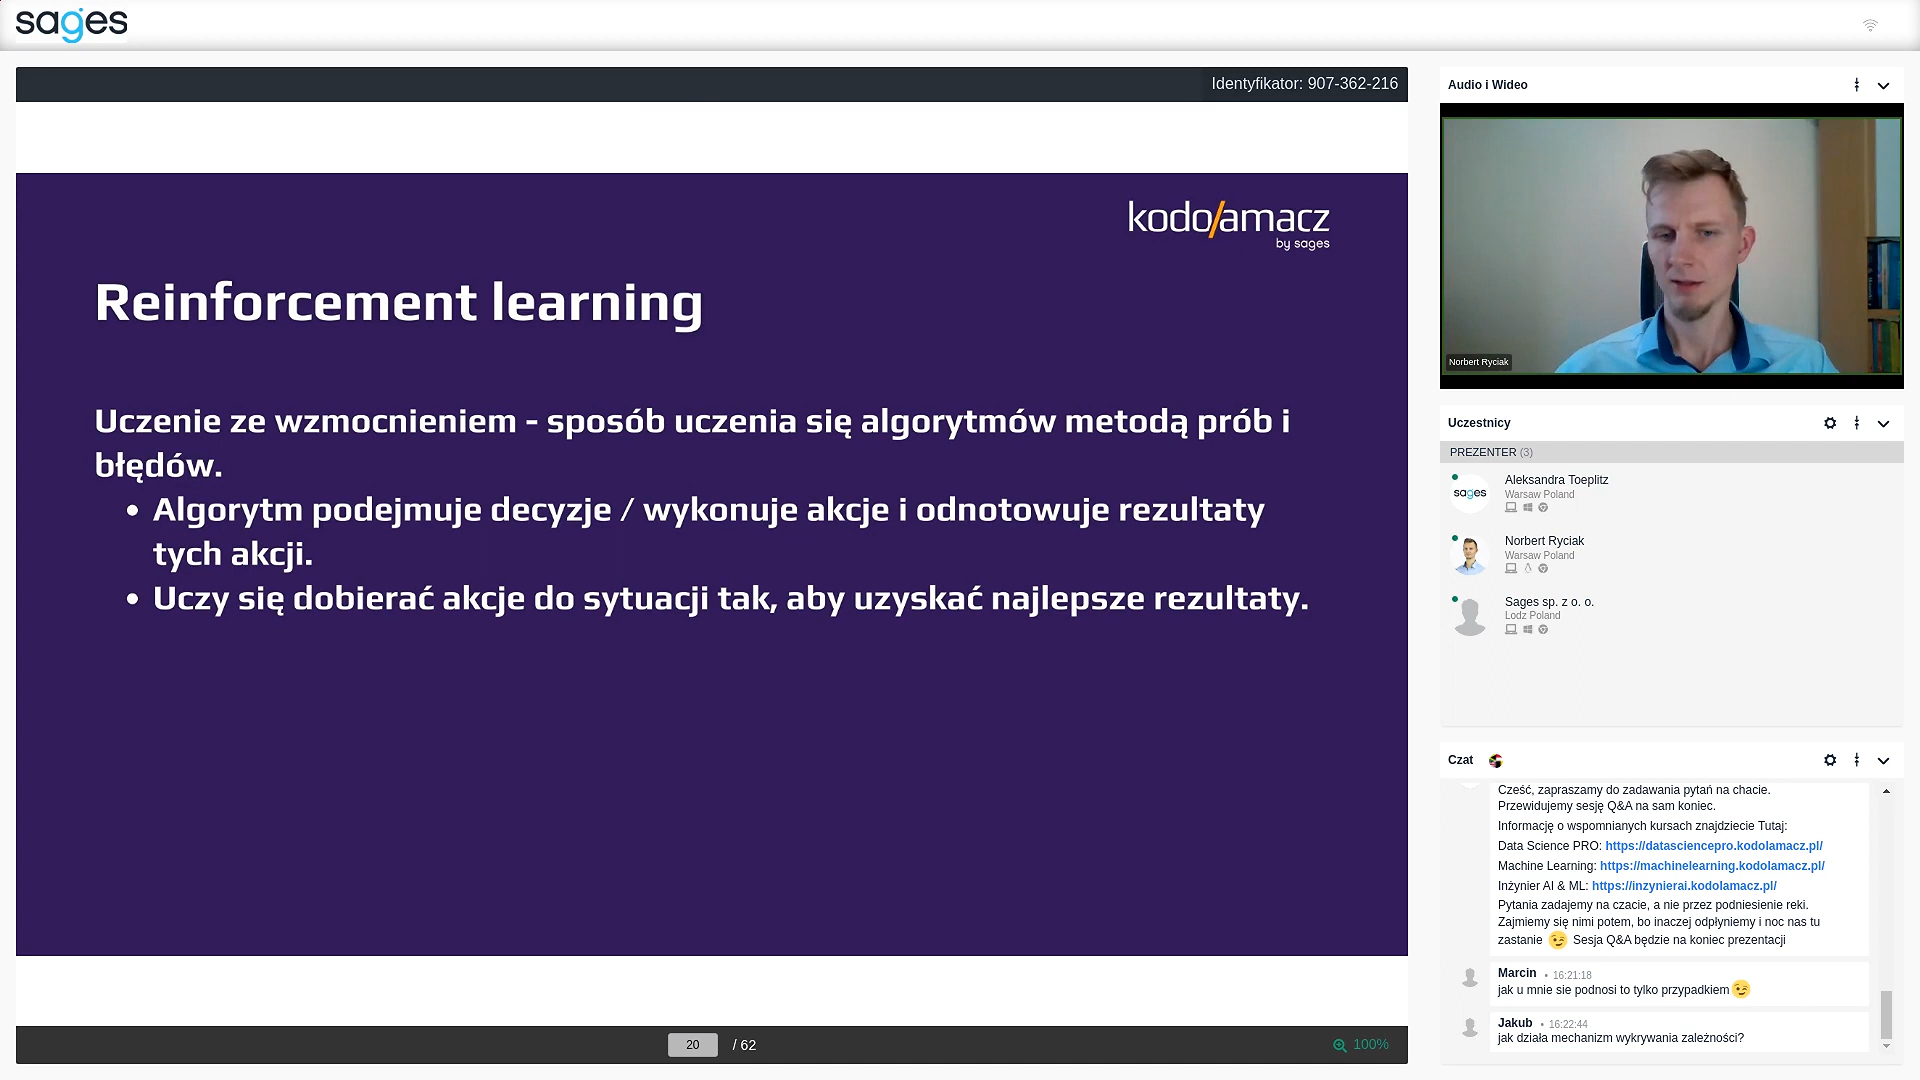 sages
Identyfikator: 907-362-216
kodołamacz
by sages
Reinforcement learning
Uczenie ze wzmocnieniem - sposób uczenia się algorytmów metodą prób i
błędów.
• Algorytm podejmuje decyzje / wykonuje akcje i odnotowuje rezultaty
tych akcji.
• Uczy się dobierać akcje do sytuacji tak, aby uzyskać najlepsze rezultaty.
20 / 62
100%
Audio i Wideo
Norbert Ryciak
Uczestnicy
PREZENTER (3)
sages
Aleksandra Toeplitz
Warsaw Poland
Norbert Ryciak
Warsaw Poland
Sages sp. z o. o.
Lodz Poland
Czat
Cześć, zapraszamy do zadawania pytań na chacie.
Przewidujemy sesję Q&A na sam koniec.
Informację o wspomnianych kursach znajdziecie Tutaj:
Data Science PRO: https://datasciencepro.kodolamacz.pl/
Machine Learning: https://machinelearning.kodolamacz.pl/
Inżynier AI & ML: https://inzynierai.kodolamacz.pl/
Pytania zadajemy na czacie, a nie przez podniesienie reki.
Zajmiemy się nimi potem, bo inaczej odpłyniemy i noc nas tu
zastanie 😉 Sesja Q&A będzie na koniec prezentacji
Marcin • 16:21:18
jak u mnie sie podnosi to tylko przypadkiem😉
Jakub • 16:22:44
jak działa mechanizm wykrywania zależności?